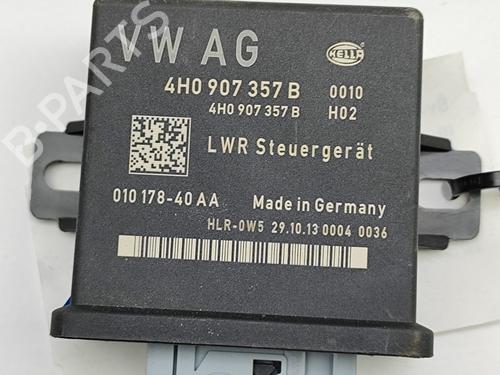 VW AG
HELLA
4H0 907 357 B 0010
4H0 907 357 B H02
LWR Steuergerät
010 178-40 AA Made in Germany
HLR-0W5 29.10.13 0004 0036
B-PARTS